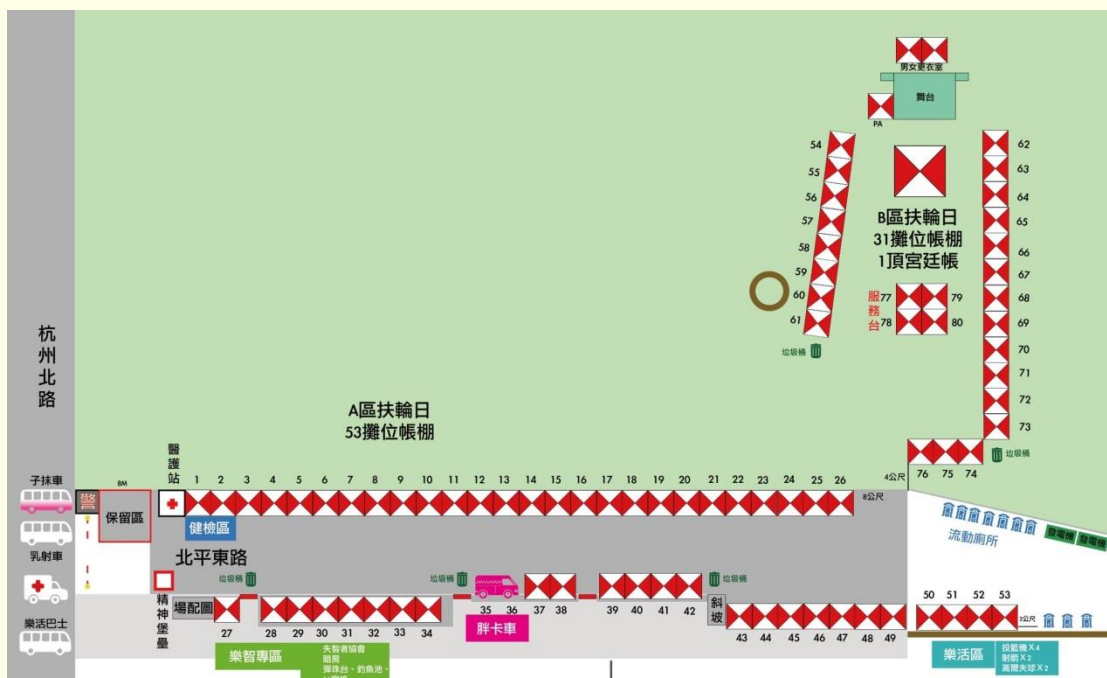 男女更衣室
舞台
PA
54
55
56
57
58
59
60
61
62
63
64
65
66
67
68
69
70
71
72
73
B區扶輪日
31攤位帳棚
1頂宮廷帳
服務台
77
79
78
80
垃圾桶
垃圾桶
76
75
74
杭州北路
A區扶輪日
53攤位帳棚
醫護站
1 2 3 4 5 6 7 8 9 10 11 12 13 14 15 16 17 18 19 20 21 22 23 24 25 26
4公尺
8公尺
子抹車
警
8M
保留區
健檢區
乳射車
北平東路
流動廁所
發電機
發電機
垃圾桶
垃圾桶
垃圾桶
精神堡壘
場配圖
27
28 29 30 31 32 33 34
35 36 37 38
39 40 41 42
斜坡
43 44 45 46 47 48 49
50 51 52 53
2公尺
胖卡車
樂活巴士
樂智專區
失智者協會
彈珠台、釣魚池、
樂活區
投籃機X4
射箭X2
高爾夫球X2